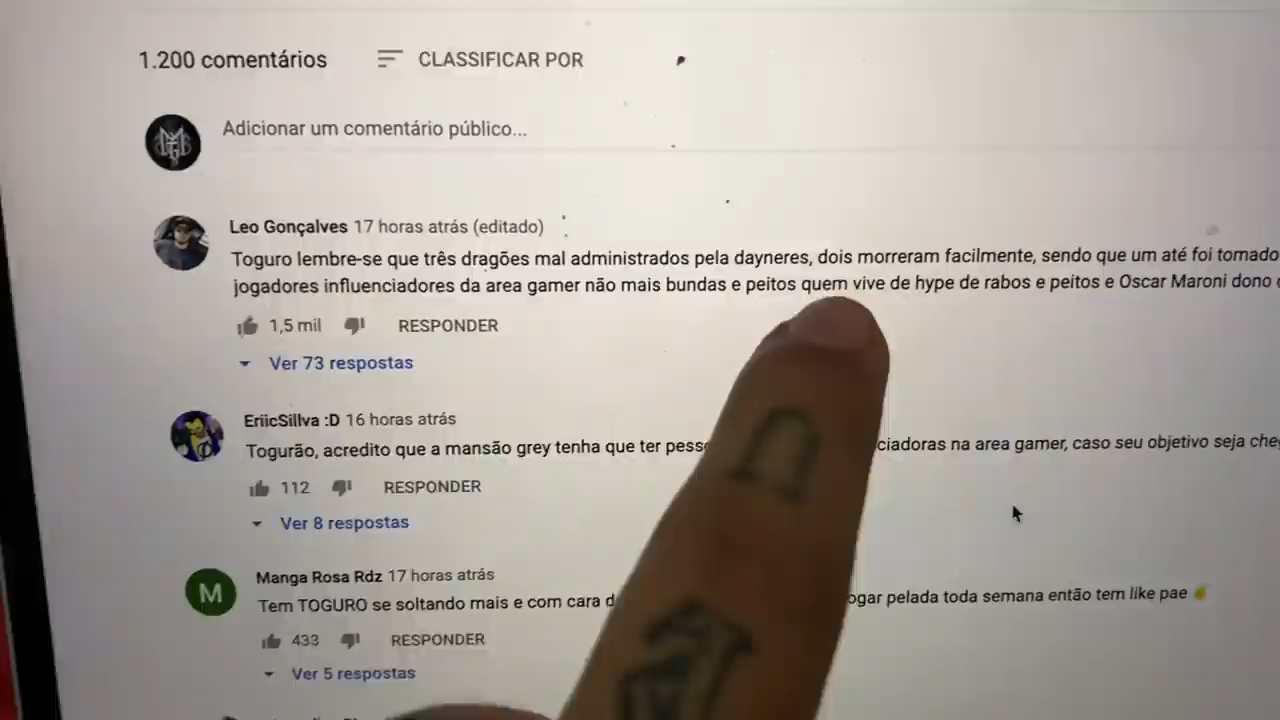 1.200 comentários CLASSIFICAR POR
Adicionar um comentário público...
Leo Gonçalves 17 horas atrás (editado)
Toguro lembre-se que três dragões mal administrados pela dayneres, dois morreram facilmente, sendo que um até foi tomado
jogadores influenciadores da area gamer não mais bundas e peitos quem vive de hype de rabos e peitos e Oscar Maroni dono
1,5 mil RESPONDER
Ver 73 respostas
EriicSillva :D 16 horas atrás
Togurão, acredito que a mansão grey tenha que ter pesso ciadoras na area gamer, caso seu objetivo seja che
112 RESPONDER
Ver 8 respostas
M
Manga Rosa Rdz 17 horas atrás
Tem TOGURO se soltando mais e com cara d ogar pelada toda semana então tem like pae
433 RESPONDER
Ver 5 respostas